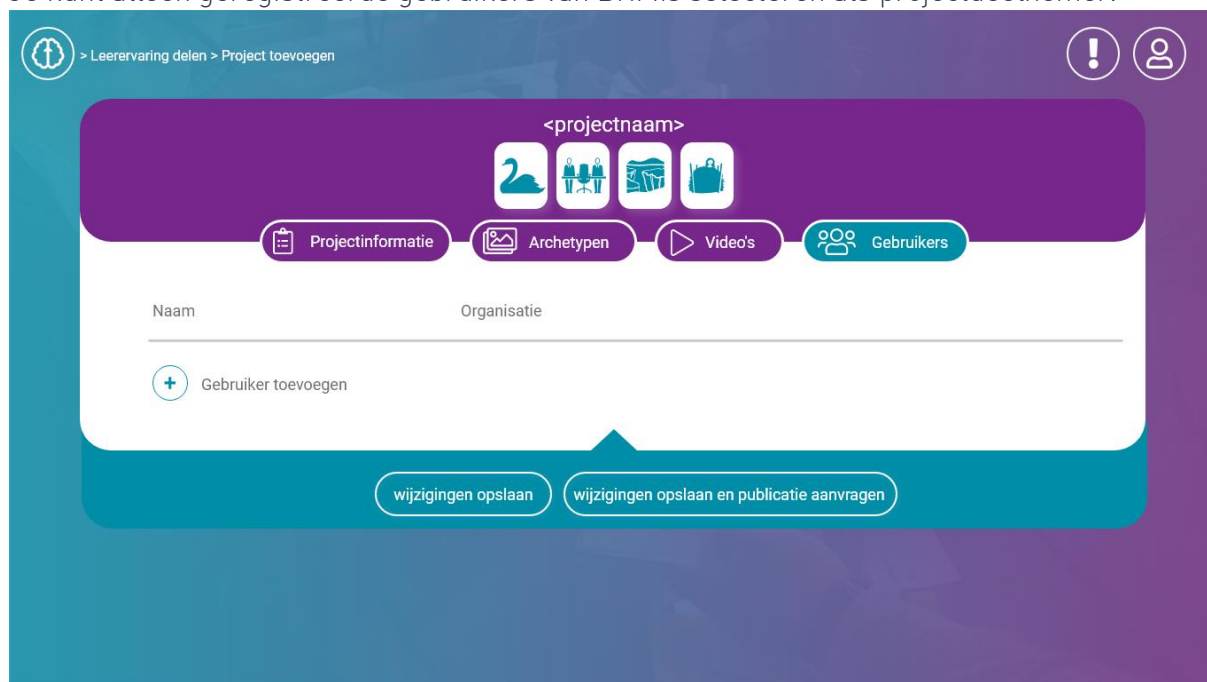 > Leerervaring delen > Project toevoegen
<projectnaam>
Projectinformatie
Archetypen
Video's
Gebruikers
Naam
Organisatie
Gebruiker toevoegen
wijzigingen opslaan
wijzigingen opslaan en publicatie aanvragen